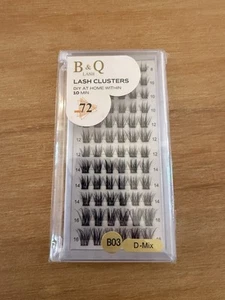 B & Q
LASH
LASH CLUSTERS
DIY AT HOME WITHIN
10 MIN
72
B03
D-Mix